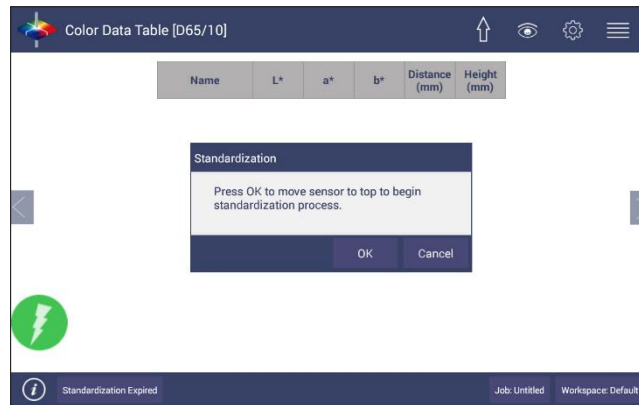 Color Data Table [D65/10]
Name L* a* b* Distance (mm) Height (mm)
Standardization
Press OK to move sensor to top to begin
standardization process.
OK Cancel
i Standardization Expired Job: Untitled Workspace: Default